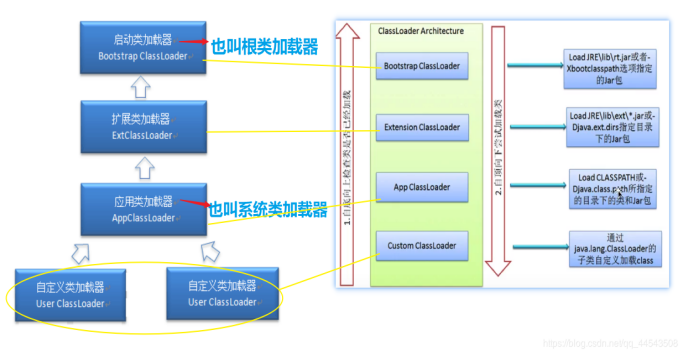 启动类加载器
Bootstrap ClassLoader
也叫根类加载器
扩展类加载器
ExtClassLoader
应用类加载器
AppClassLoader
也叫系统类加载器
自定义类加载器
User ClassLoader
自定义类加载器
User ClassLoader
ClassLoader Architecture
1.自底向上检查类是否已经加载
Bootstrap ClassLoader
Extension ClassLoader
App ClassLoader
Custom ClassLoader
2.自顶向下尝试加载类
Load JRE\lib\rt.jar或者-
Xbootclasspath选项指定
的Jar包
Load JRE\lib\ext\*.jar或-
Djava.ext.dirs指定目录
下的Jar包
Load CLASSPATH或-
Djava.class.path所指定
的目录下的类和Jar包
通过
java.lang.ClassLoader的
子类自定义加载class